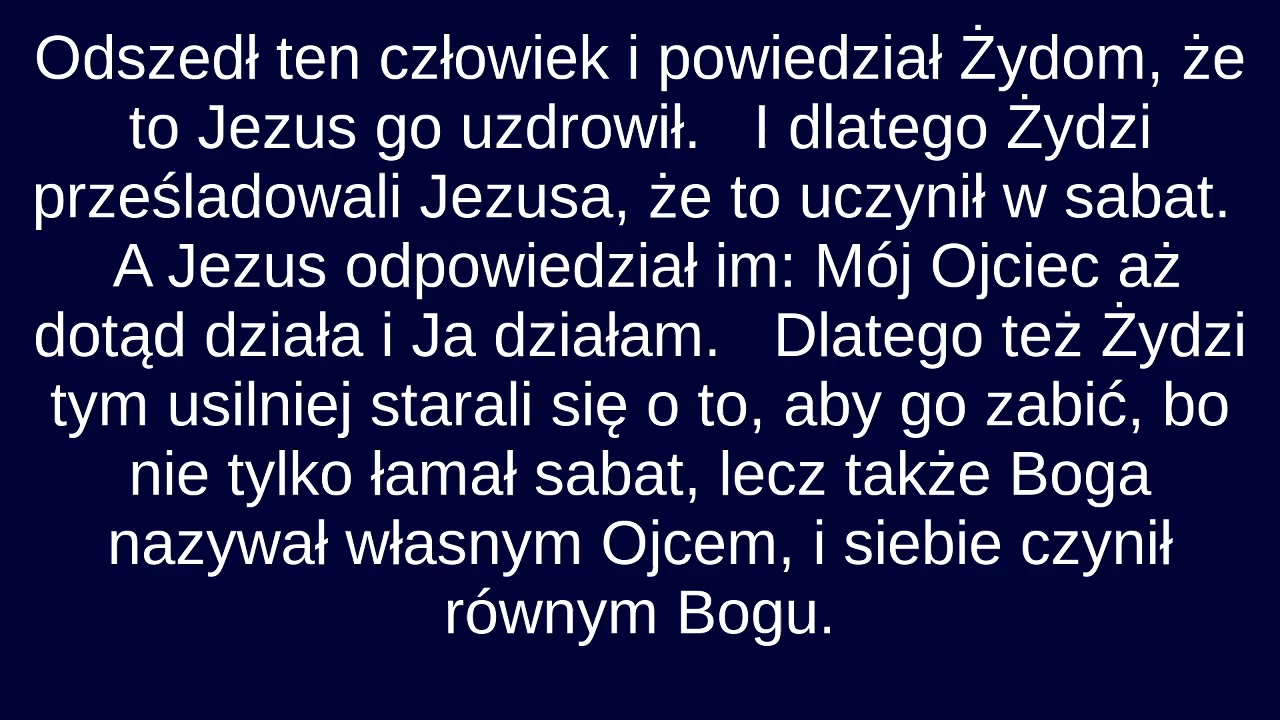 Odszedł ten człowiek i powiedział Żydom, że
to Jezus go uzdrowił.   I dlatego Żydzi
prześladowali Jezusa, że to uczynił w sabat.
A Jezus odpowiedział im: Mój Ojciec aż
dotąd działa i Ja działam.   Dlatego też Żydzi
tym usilniej starali się o to, aby go zabić, bo
nie tylko łamał sabat, lecz także Boga
nazywał własnym Ojcem, i siebie czynił
równym Bogu.